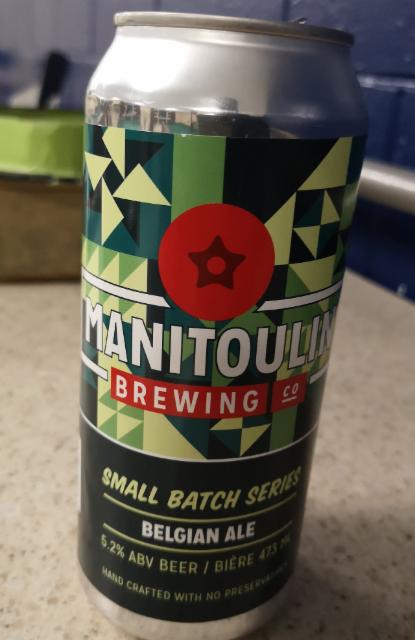 MANITOULIN
BREWING CO
SMALL BATCH SERIES
BELGIAN ALE
5.2% ABV BEER / BIÈRE 473 ML
HAND CRAFTED WITH NO PRESERVATIVES